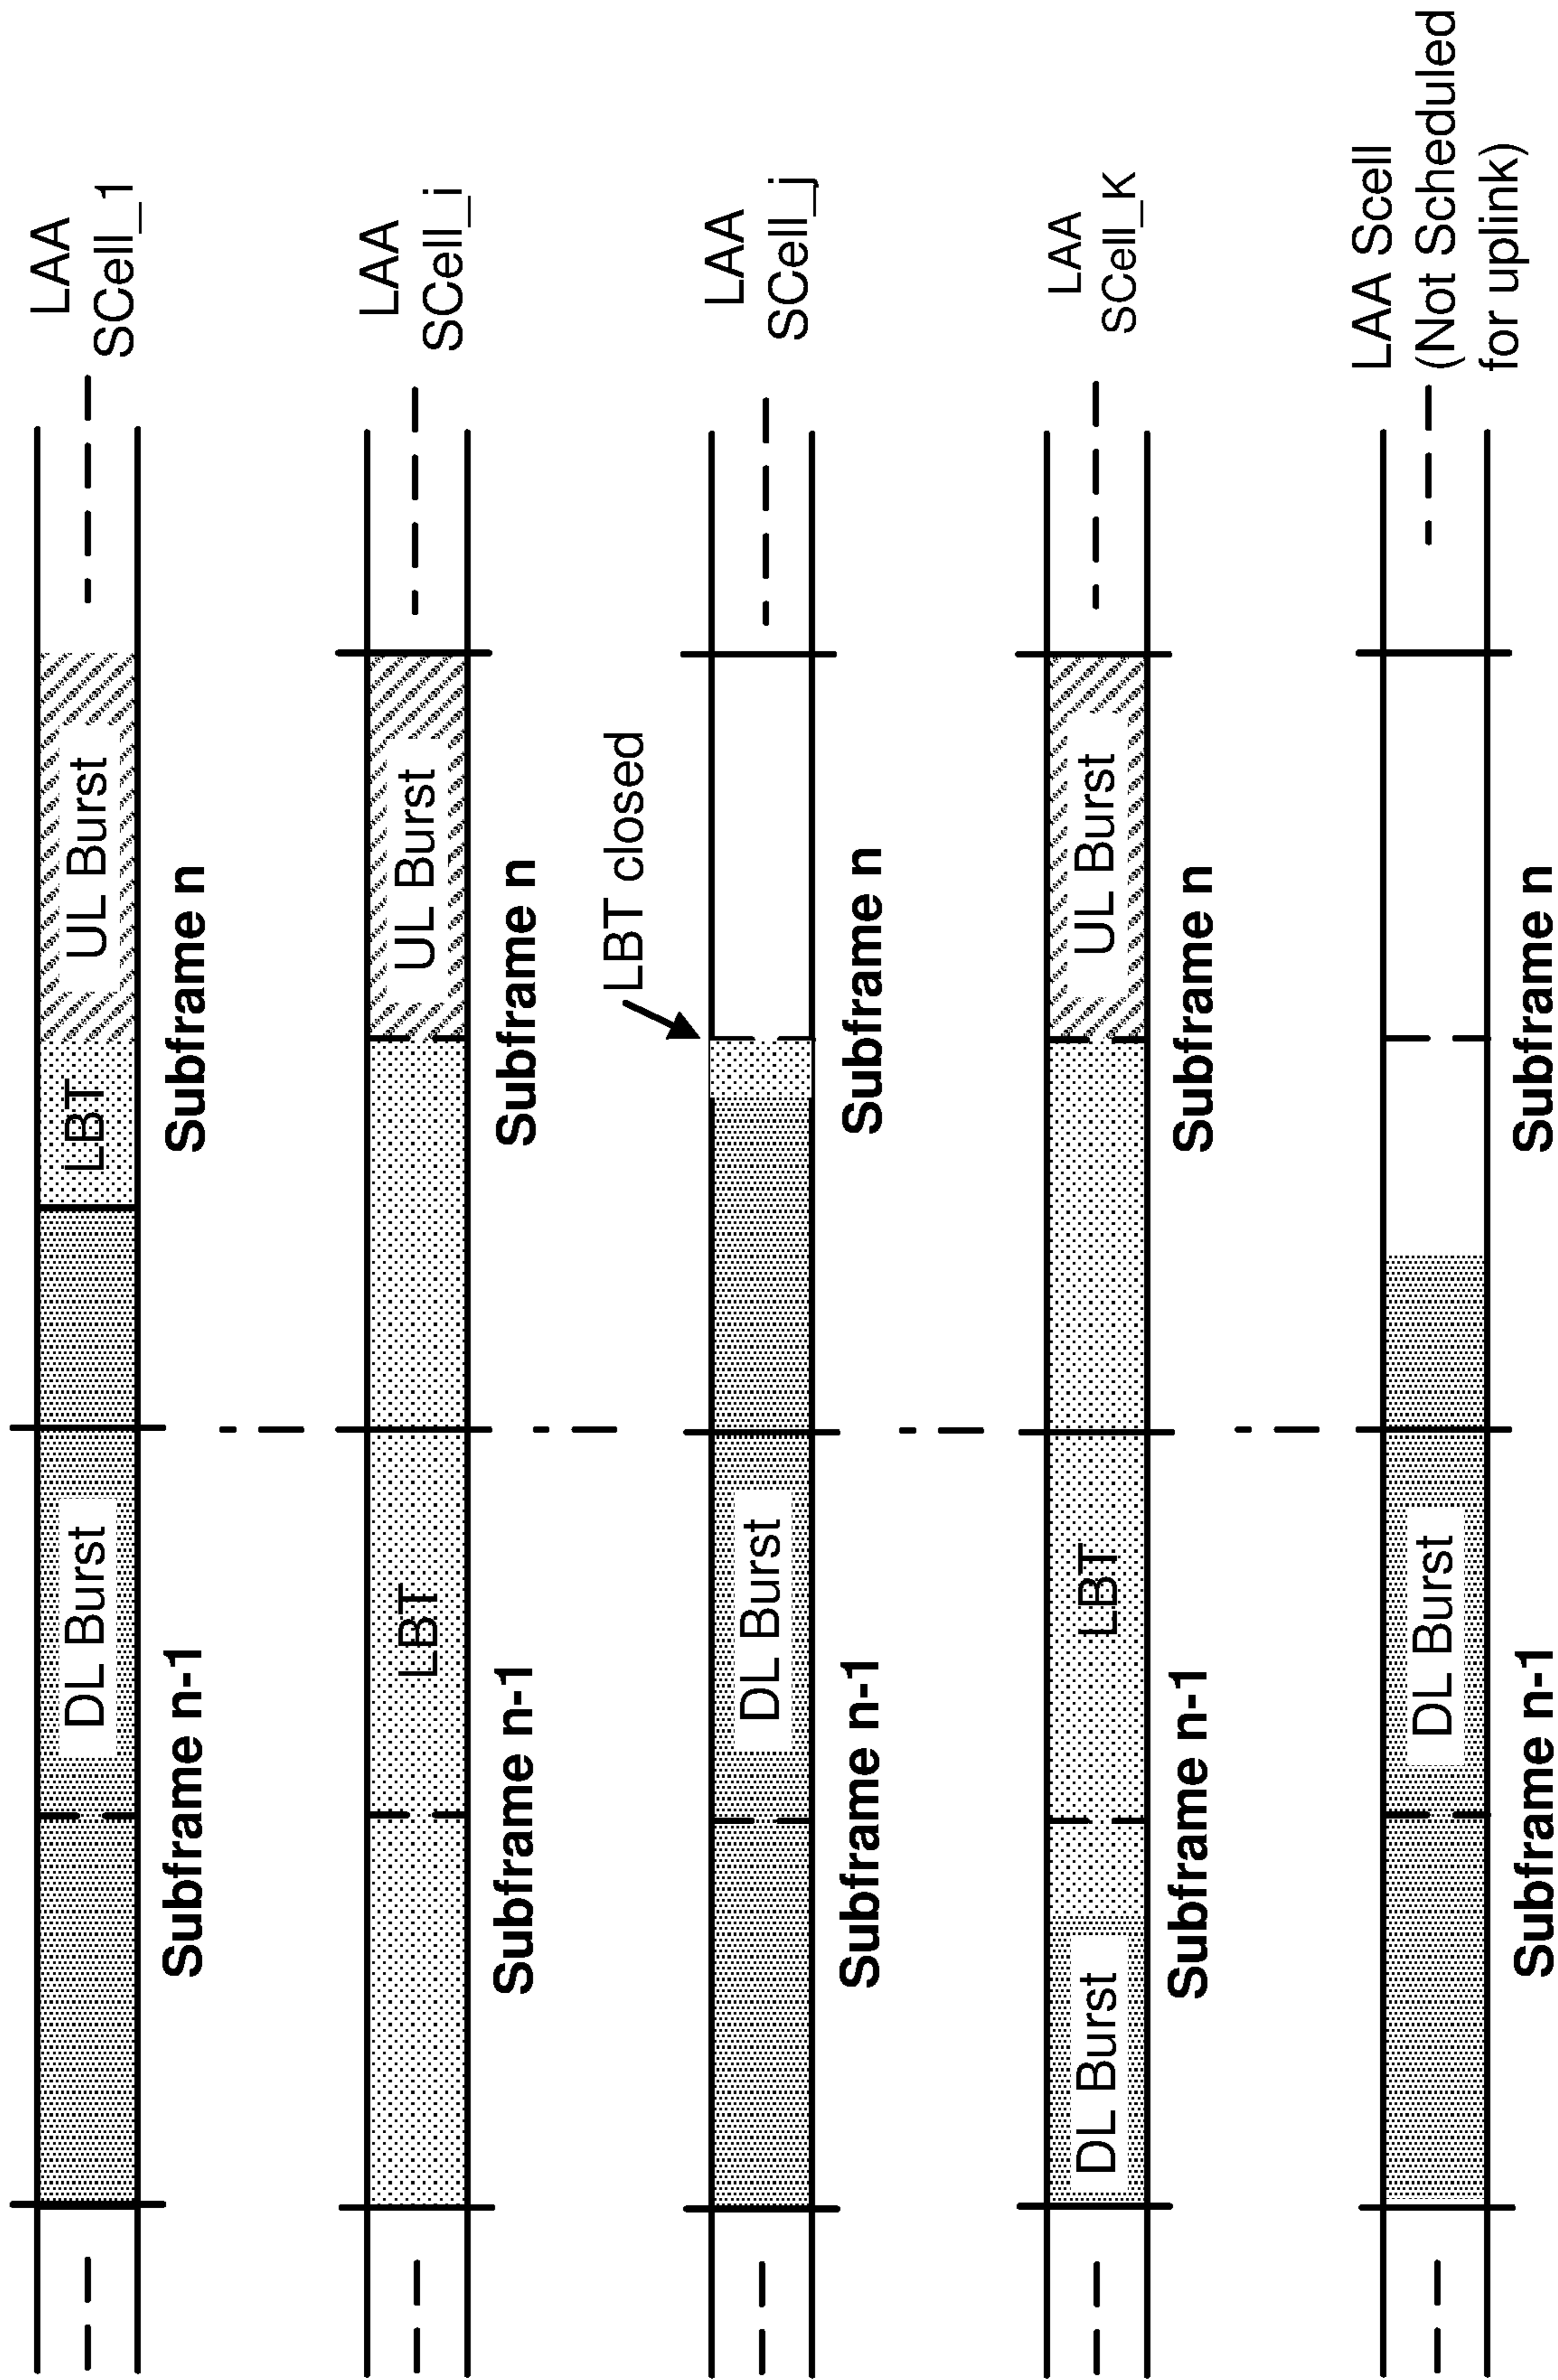 DL Burst
LBT
UL Burst
LAA
SCell_1
Subframe n-1
Subframe n
LBT
UL Burst
LAA
SCell_i
Subframe n-1
Subframe n
LBT closed
DL Burst
LAA
SCell_j
Subframe n-1
Subframe n
DL Burst
LBT
UL Burst
LAA
SCell_K
Subframe n-1
Subframe n
DL Burst
LAA Scell
(Not Scheduled
for uplink)
Subframe n-1
Subframe n